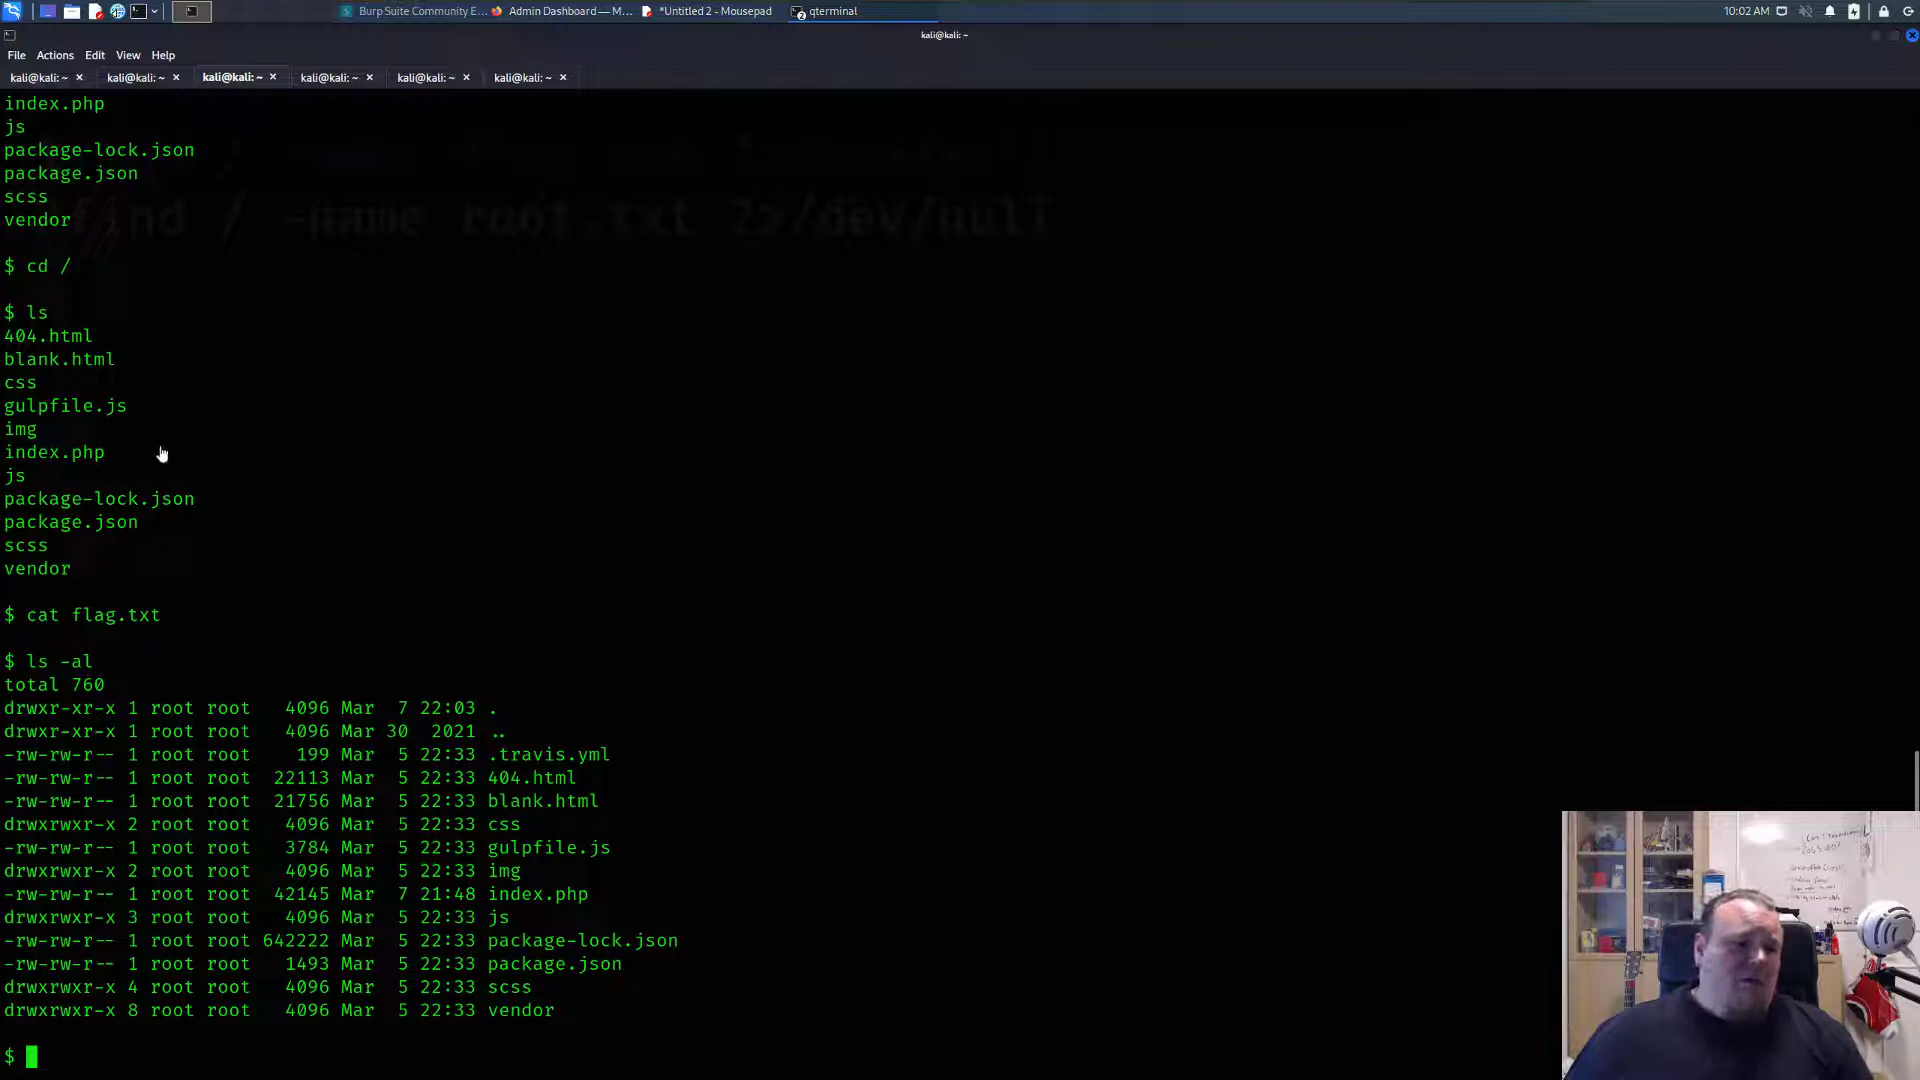 Burp Suite Community E...
Admin Dashboard — M...
*Untitled 2 - Mousepad
qterminal
10:02 AM
kali@kali: ~
File Actions Edit View Help
kali@kali: ~ kali@kali: ~ kali@kali: ~ kali@kali: ~ kali@kali: ~ kali@kali: ~
index.php
js
package-lock.json
package.json
scss
vendor
find / -name root.txt 2>/dev/null
$ cd /
$ ls
404.html
blank.html
css
gulpfile.js
img
index.php
js
package-lock.json
package.json
scss
vendor
$ cat flag.txt
$ ls -al
total 760
drwxr-xr-x 1 root root 4096 Mar 7 22:03 .
drwxr-xr-x 1 root root 4096 Mar 30 2021 ..
-rw-rw-r-- 1 root root 199 Mar 5 22:33 .travis.yml
-rw-rw-r-- 1 root root 22113 Mar 5 22:33 404.html
-rw-rw-r-- 1 root root 21756 Mar 5 22:33 blank.html
drwxrwxr-x 2 root root 4096 Mar 5 22:33 css
-rw-rw-r-- 1 root root 3784 Mar 5 22:33 gulpfile.js
drwxrwxr-x 2 root root 4096 Mar 5 22:33 img
-rw-rw-r-- 1 root root 42145 Mar 7 21:48 index.php
drwxrwxr-x 3 root root 4096 Mar 5 22:33 js
-rw-rw-r-- 1 root root 642222 Mar 5 22:33 package-lock.json
-rw-rw-r-- 1 root root 1493 Mar 5 22:33 package.json
drwxrwxr-x 4 root root 4096 Mar 5 22:33 scss
drwxrwxr-x 8 root root 4096 Mar 5 22:33 vendor
$